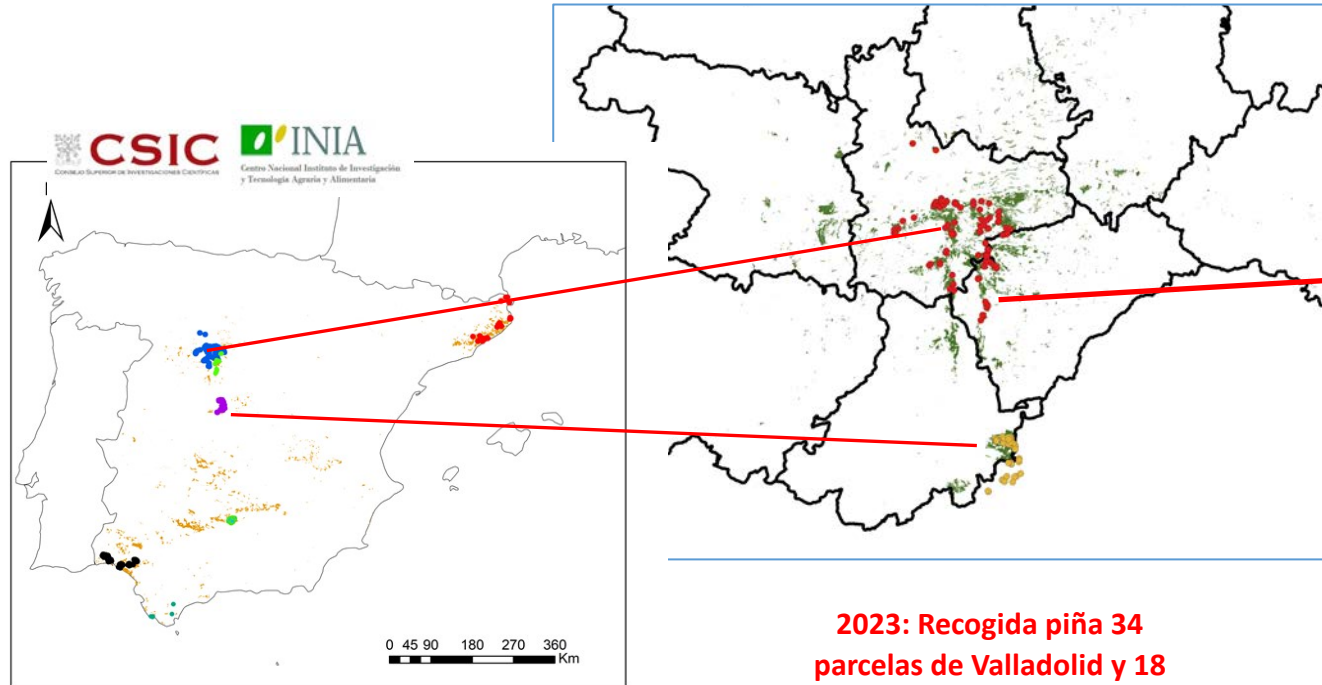 CSIC
CONSEJO SUPERIOR DE INVESTIGACIONES CIENTÍFICAS
INIA
Centro Nacional Instituto de Investigación
y Tecnología Agraria y Alimentaria
0 45 90 180 270 360
Km
2023: Recogida piña 34
parcelas de Valladolid y 18